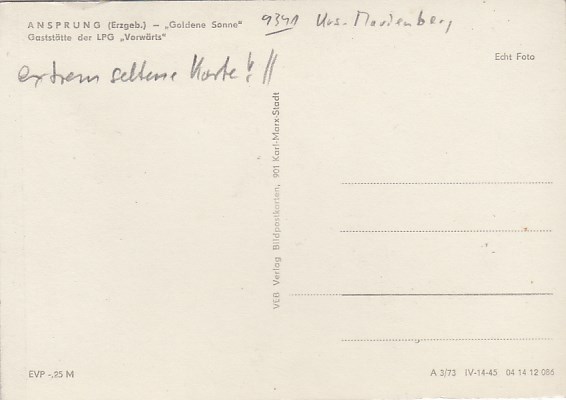 ANSPRUNG (Erzgeb.) – „Goldene Sonne"
Gaststätte der LPG „Vorwärts"
9341 Krs. Marienberg
extrem seltene Karte!!
Echt Foto
VEB Verlag Bildpostkarten, 901 Karl-Marx-Stadt
EVP -,25 M
A 3/73 IV-14-45 04 14 12 086